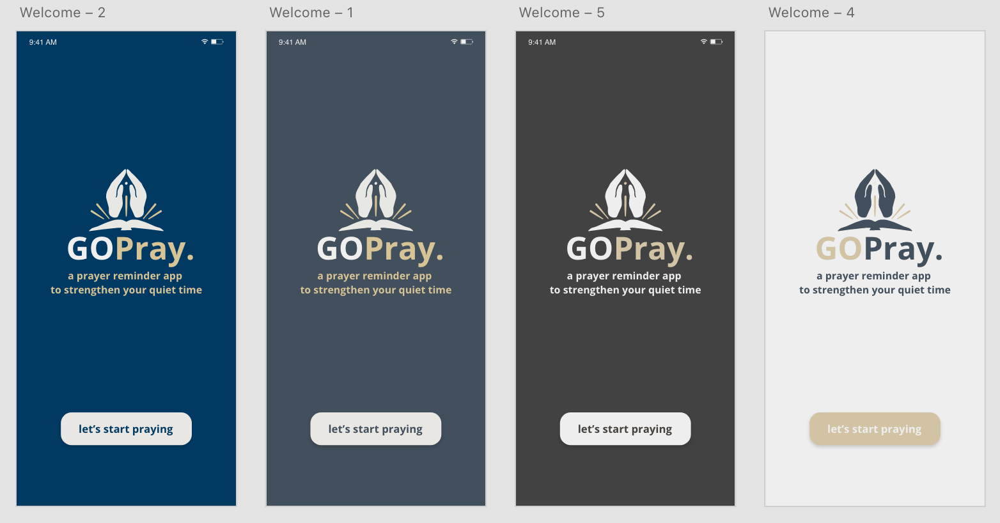 Welcome – 2
9:41 AM
GOPray.
a prayer reminder app
to strengthen your quiet time
let’s start praying
Welcome – 1
9:41 AM
GOPray.
a prayer reminder app
to strengthen your quiet time
let’s start praying
Welcome – 5
9:41 AM
GOPray.
a prayer reminder app
to strengthen your quiet time
let’s start praying
Welcome – 4
GOPray.
a prayer reminder app
to strengthen your quiet time
let’s start praying